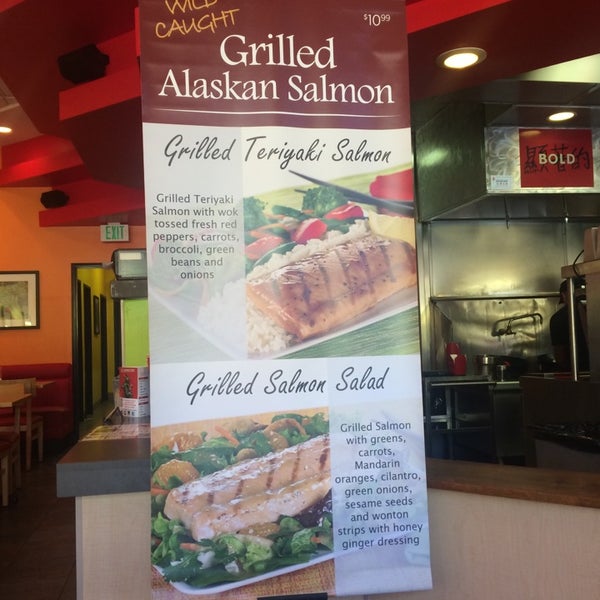 WILD
CAUGHT
$10.99
Grilled
Alaskan Salmon
Grilled Teriyaki Salmon
Grilled Teriyaki
Salmon with wok
tossed fresh red
peppers, carrots,
broccoli, green
beans and
onions
Grilled Salmon Salad
Grilled Salmon
with greens,
carrots,
Mandarin
oranges, cilantro,
green onions,
sesame seeds
and wonton
strips with honey
ginger dressing
EXIT
BOLD